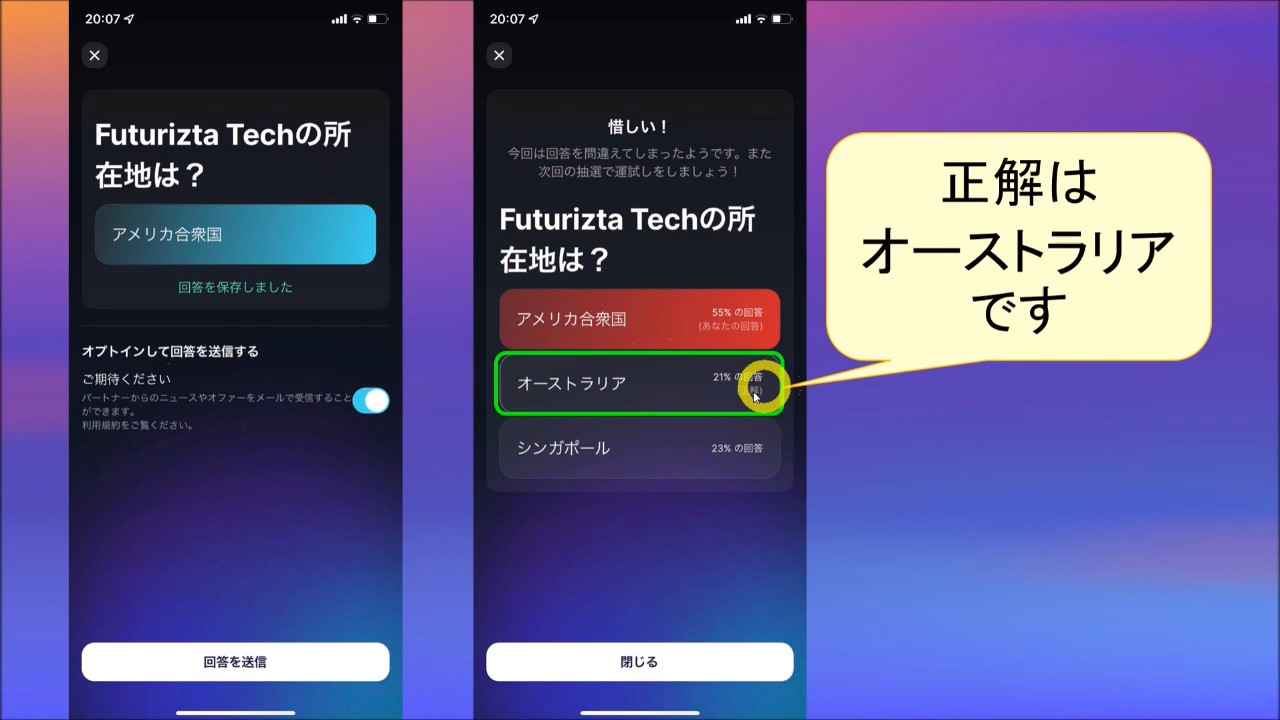 20:07
Futurizta Techの所
在地は？
アメリカ合衆国
回答を保存しました
オプトインして回答を送信する
ご期待ください
パートナーからのニュースやオファーをメールで受信すること
ができます。
利用規約をご覧ください。
回答を送信
20:07
惜しい！
今回は回答を間違えてしまったようです。また
次回の抽選で運試しをしましょう！
Futurizta Techの所
在地は？
アメリカ合衆国
55% の回答
(あなたの回答)
オーストラリア
21% の回答
シンガポール
23% の回答
閉じる
正解は
オーストラリア
です